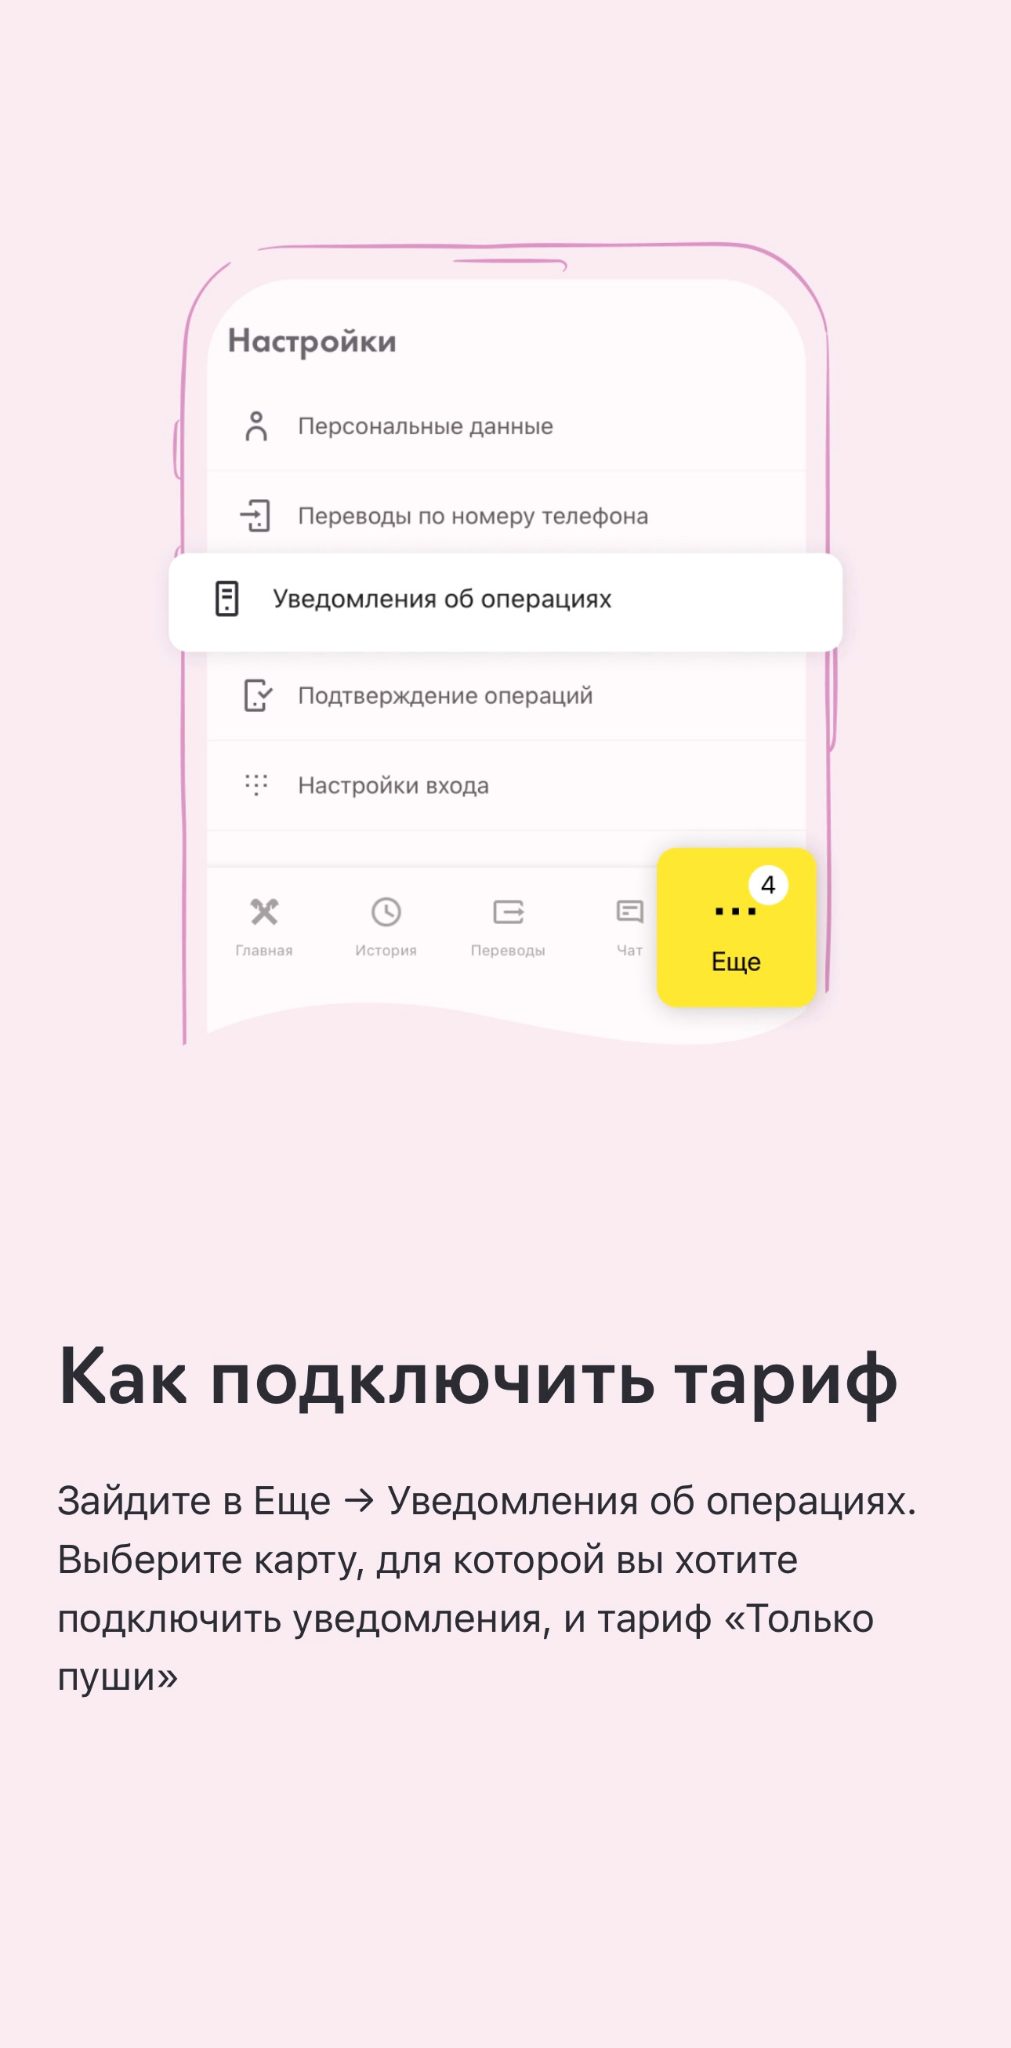 Настройки
Персональные данные
Переводы по номеру телефона
Уведомления об операциях
Подтверждение операций
Настройки входа
4
Главная
История
Переводы
Чат
Еще
Как подключить тариф
Зайдите в Еще → Уведомления об операциях.
Выберите карту, для которой вы хотите
подключить уведомления, и тариф «Только
пуши»